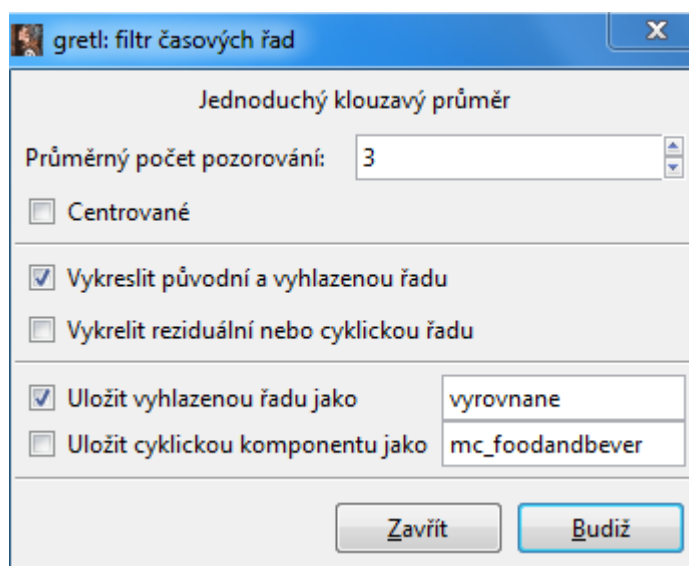 gretl: filtr časových řad
Jednoduchý klouzavý průměr
Průměrný počet pozorování: 3
Centrované
Vykreslit původní a vyhlazenou řadu
Vykrelit reziduální nebo cyklickou řadu
Uložit vyhlazenou řadu jako vyrovnane
Uložit cyklickou komponentu jako mc_foodandbever
Zavřít Budiž